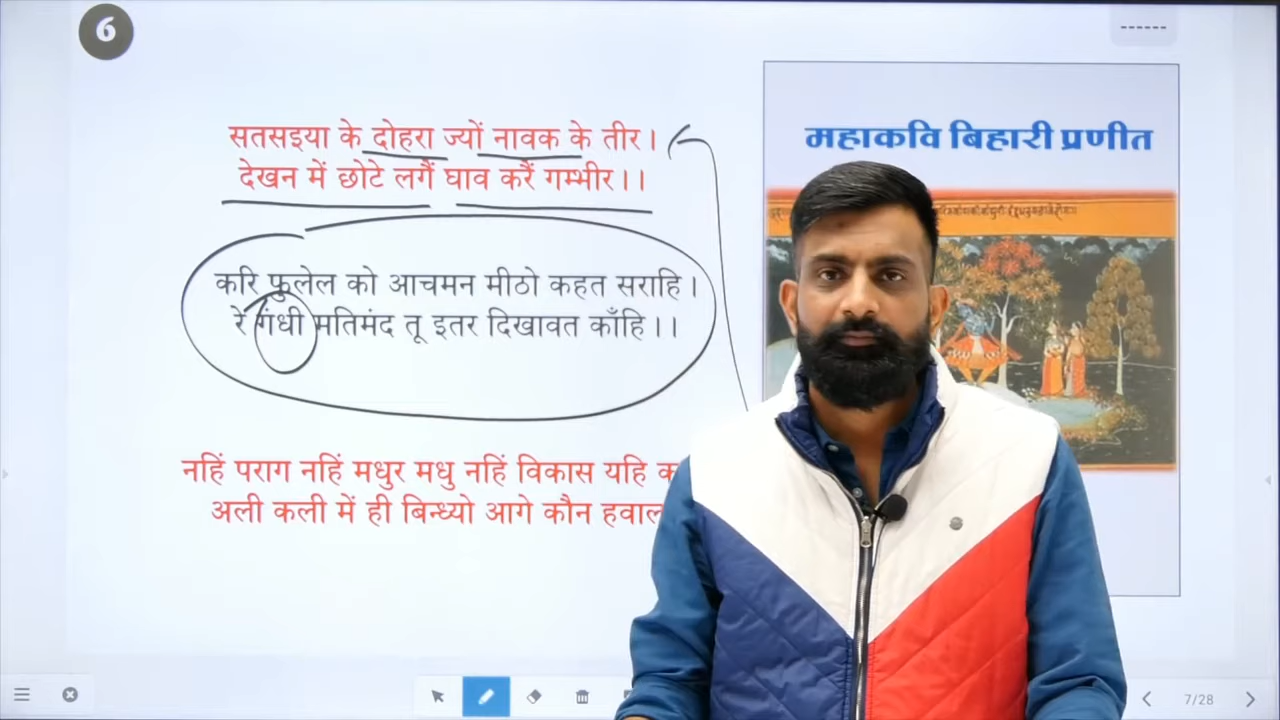 6
------
सतसइया के दोहरा ज्यों नावक के तीर।
देखन में छोटे लगैं घाव करैं गम्भीर।।
महाकवि बिहारी प्रणीत
करि फुलेल को आचमन मीठो कहत सराहि।
रे गंधी मतिमंद तू इतर दिखावत काँहि।।
नहिं पराग नहिं मधुर मधु नहिं विकास यहि
अली कली में ही बिन्ध्यो आगे कौन हवाल
7/28